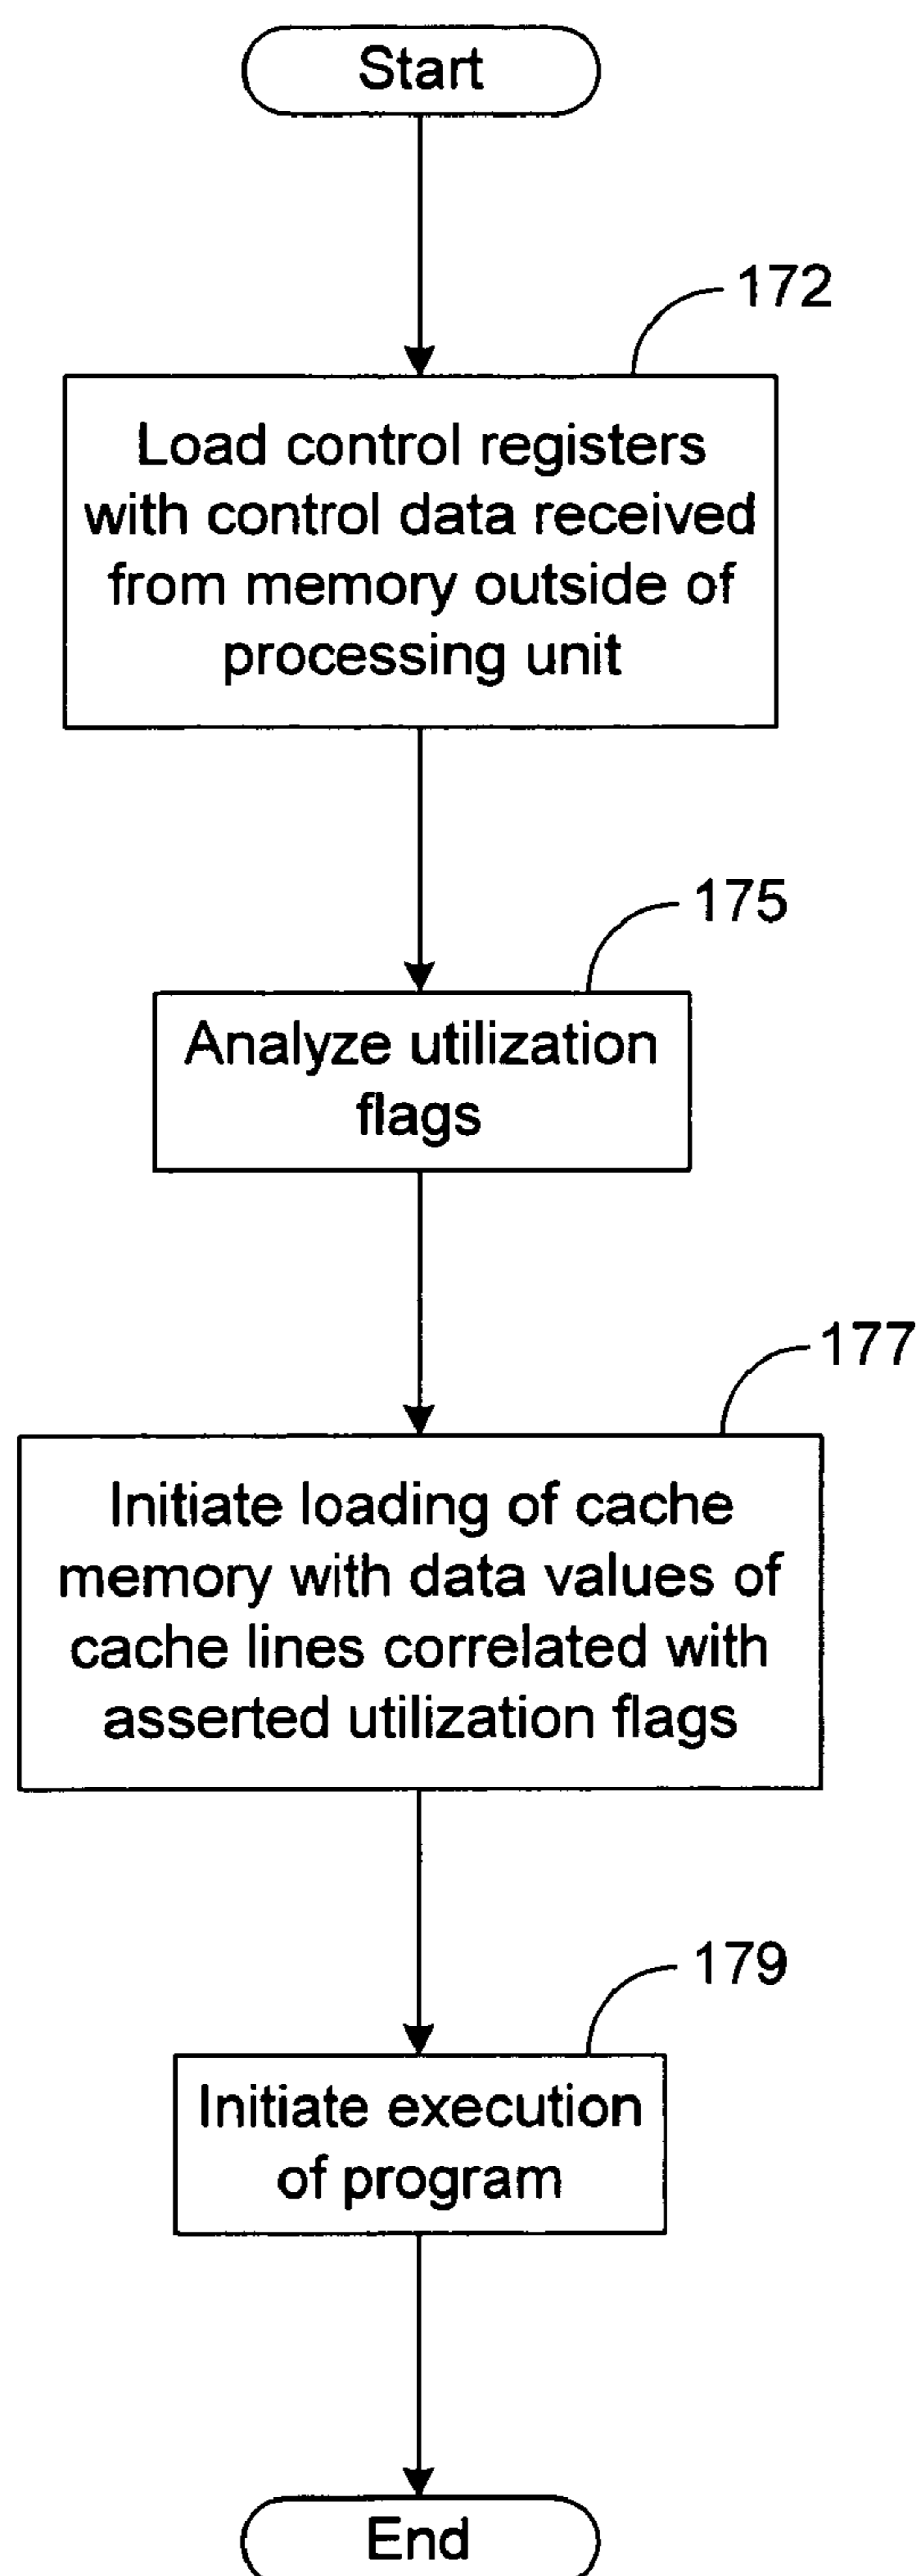 Start
172
Load control registers
with control data received
from memory outside of
processing unit
175
Analyze utilization
flags
177
Initiate loading of cache
memory with data values of
cache lines correlated with
asserted utilization flags
179
Initiate execution
of program
End